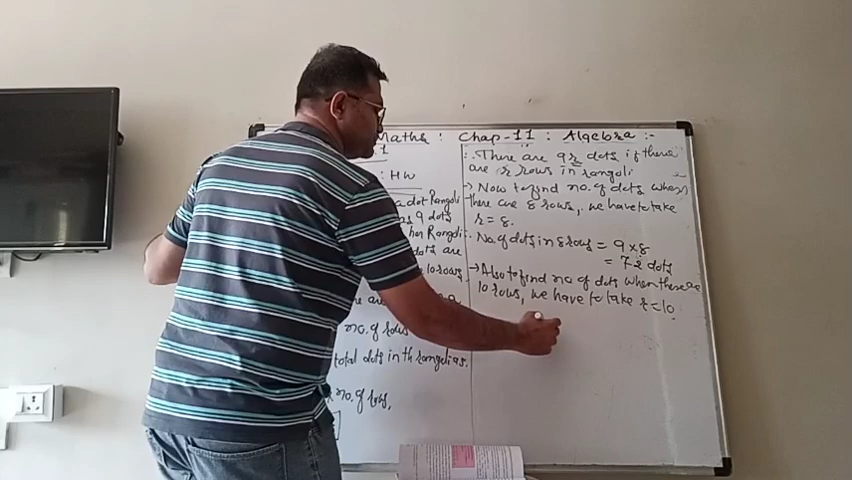 Maths : Chap-11 : Algebra :-
1
: HW
a dot Rangoli
9 dots
her Rangoli
dots are
10 rows
no. of rows
total dots in th rangoli as.
no. of rows.
∴ There are 9r dots if there
are r rows in rangoli
→ Now to find no. of dots when
there are 8 rows, we have to take
r = 8.
∴ No. of dots in 8 rows = 9 × 8
= 72 dots
→ Also to find no of dots when there are
10 rows, we have to take r = 10.